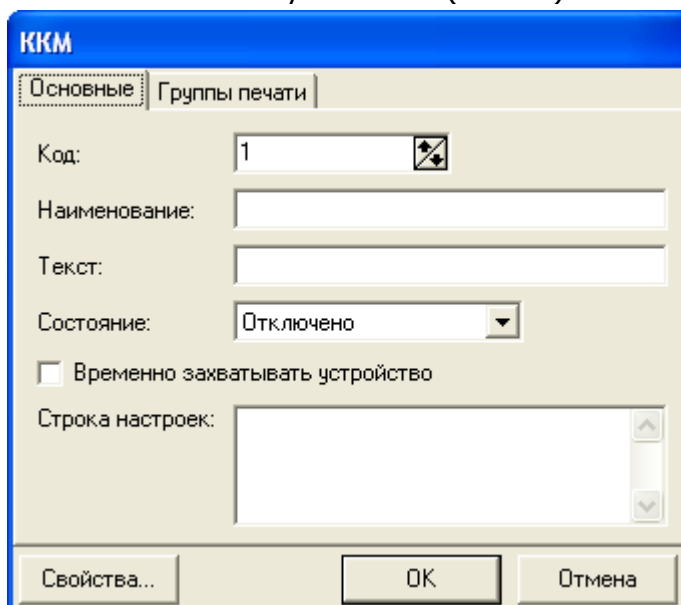 ККМ
Основные Группы печати
Код: 1
Наименование:
Текст:
Состояние: Отключено
Временно захватывать устройство
Строка настроек:
Свойства... OK Отмена